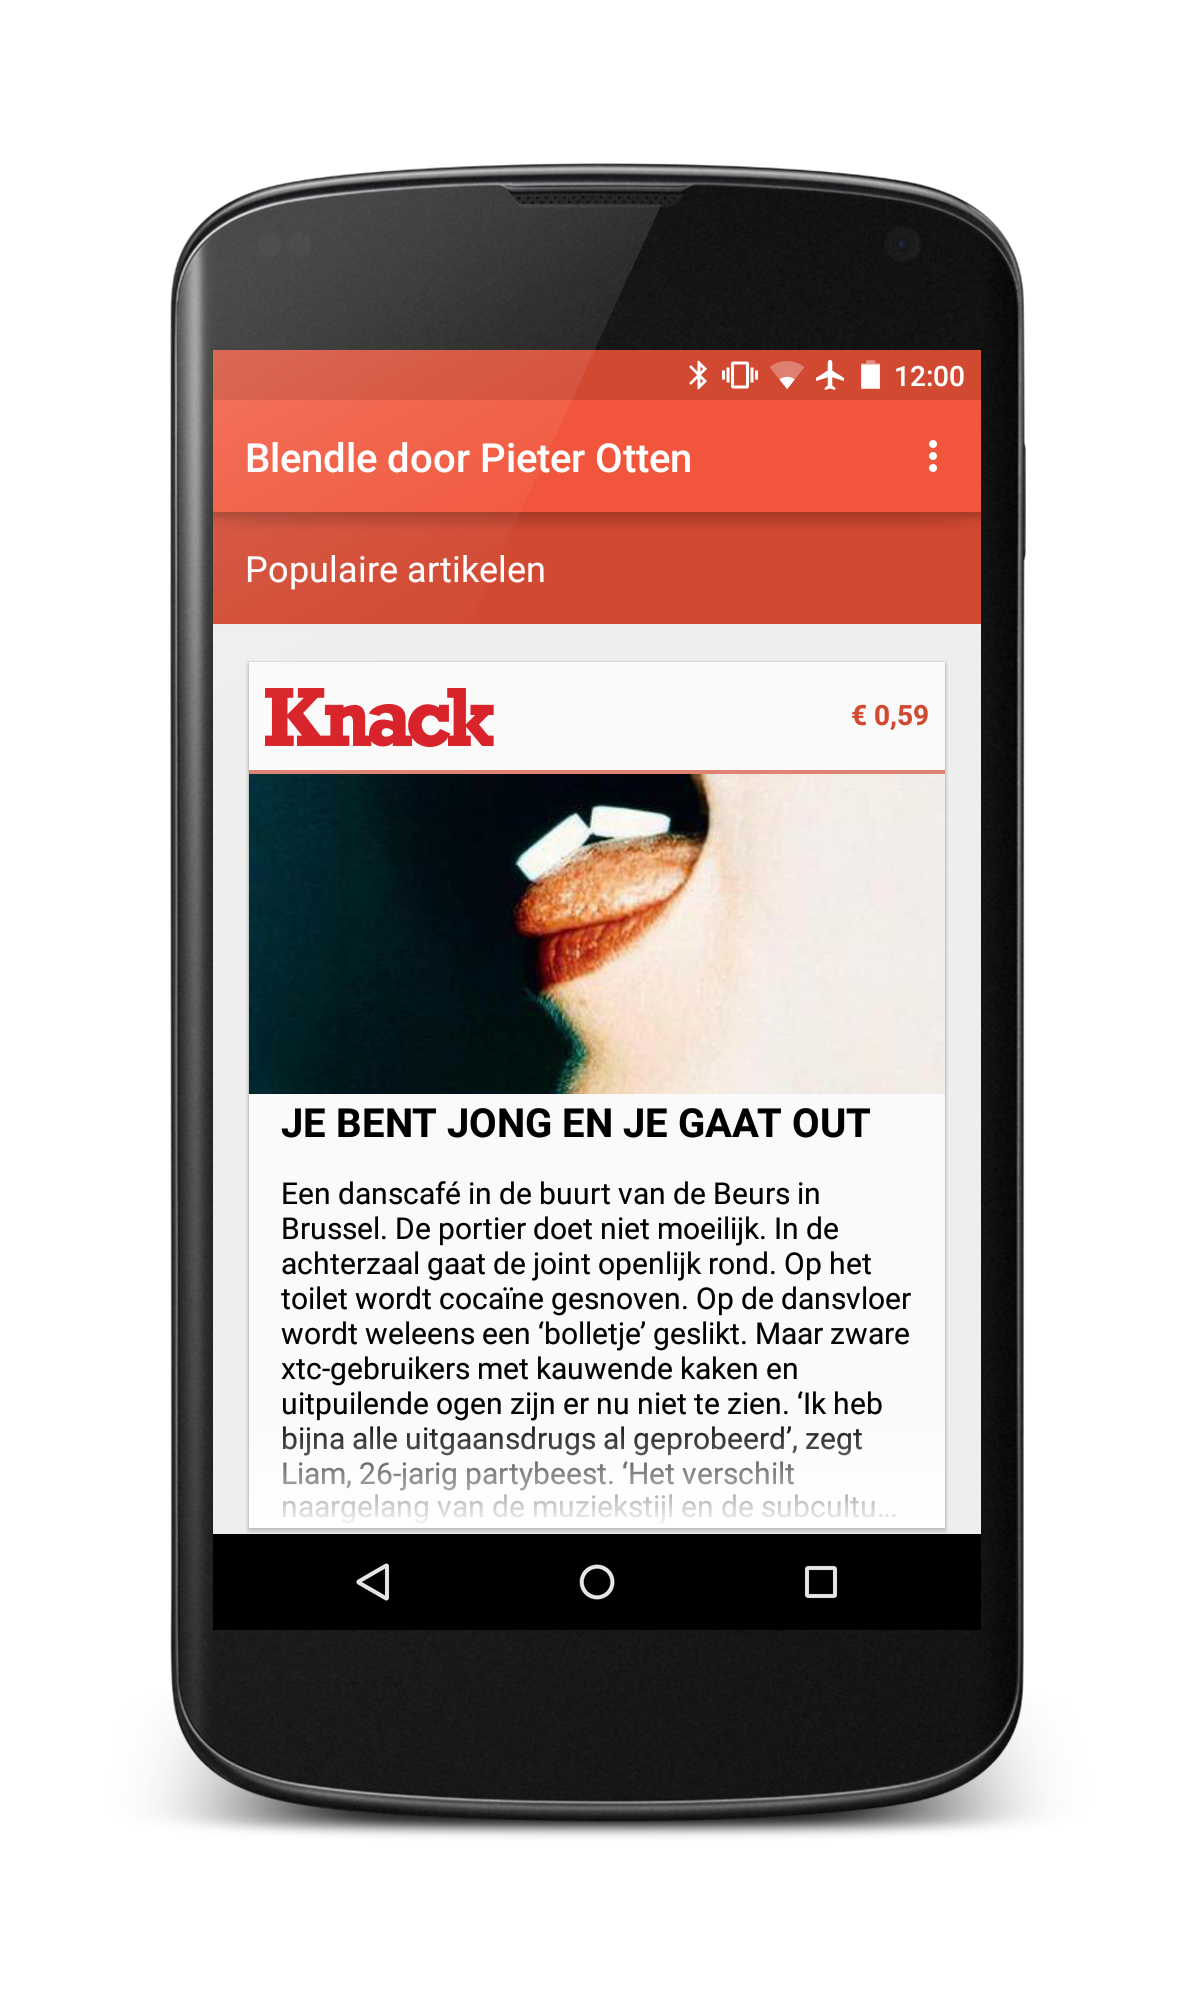 12:00
Blendle door Pieter Otten
Populaire artikelen
Knack
€ 0,59
JE BENT JONG EN JE GAAT OUT
Een danscafé in de buurt van de Beurs in
Brussel. De portier doet niet moeilijk. In de
achterzaal gaat de joint openlijk rond. Op het
toilet wordt cocaïne gesnoven. Op de dansvloer
wordt weleens een ‘bolletje’ geslikt. Maar zware
xtc-gebruikers met kauwende kaken en
uitpuilende ogen zijn er nu niet te zien. ‘Ik heb
bijna alle uitgaansdrugs al geprobeerd’, zegt
Liam, 26-jarig partybeest. ‘Het verschilt
naargelang van de muziekstijl en de subcultu...